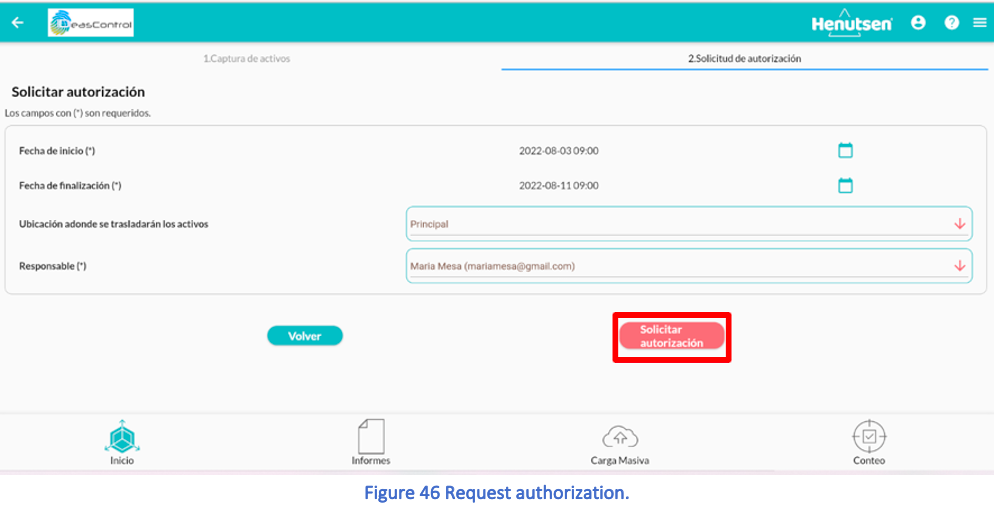 easControl
Henutsen
?
1.Captura de activos
2.Solicitud de autorización
Solicitar autorización
Los campos con (*) son requeridos.
Fecha de inicio (*)
2022-08-03 09:00
Fecha de finalización (*)
2022-08-11 09:00
Ubicación adonde se trasladarán los activos
Principal
Responsable (*)
Maria Mesa (mariamesa@gmail.com)
Volver
Solicitar
autorización
Inicio
Informes
Carga Masiva
Conteo
Figure 46 Request authorization.